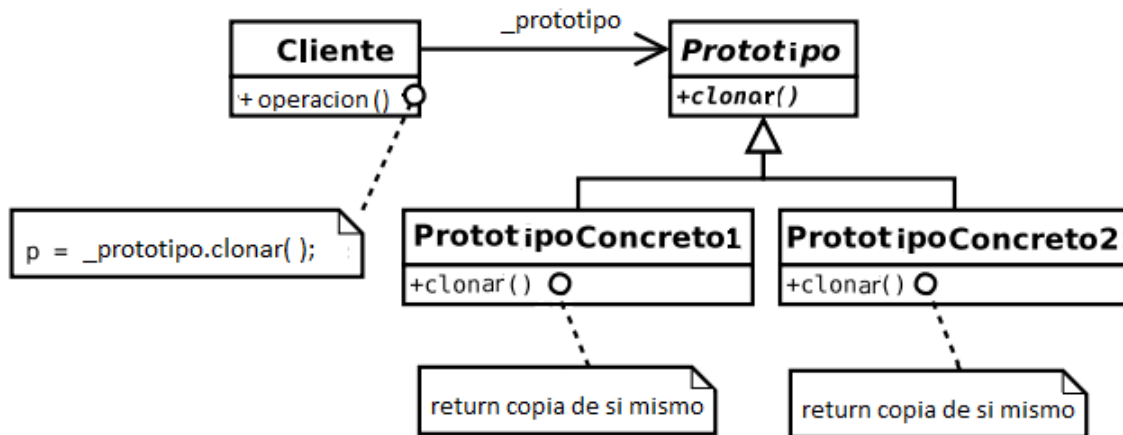 _prototipo
Cliente
+ operacion ()
Prototipo
+clonar()
p = _prototipo.clonar( );
PrototipoConcreto1
+clonar()
PrototipoConcreto2
+clonar()
return copia de si mismo
return copia de si mismo